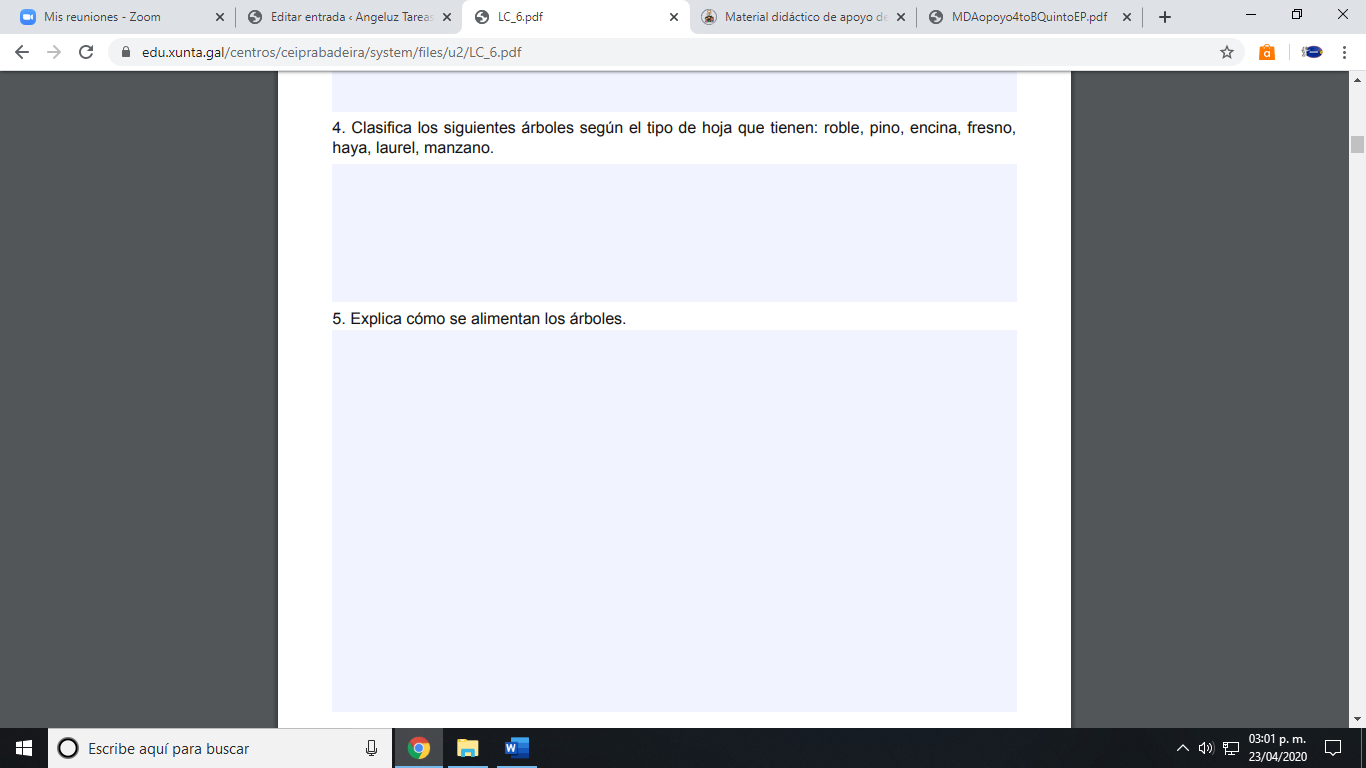 Mis reuniones - Zoom
Editar entrada ‹ Angeluz Tareas
LC_6.pdf
Material didáctico de apoyo de
MDAopoyo4toBQuintoEP.pdf
edu.xunta.gal/centros/ceiprabadeira/system/files/u2/LC_6.pdf
4. Clasifica los siguientes árboles según el tipo de hoja que tienen: roble, pino, encina, fresno,
haya, laurel, manzano.
5. Explica cómo se alimentan los árboles.
Escribe aquí para buscar
03:01 p. m.
23/04/2020